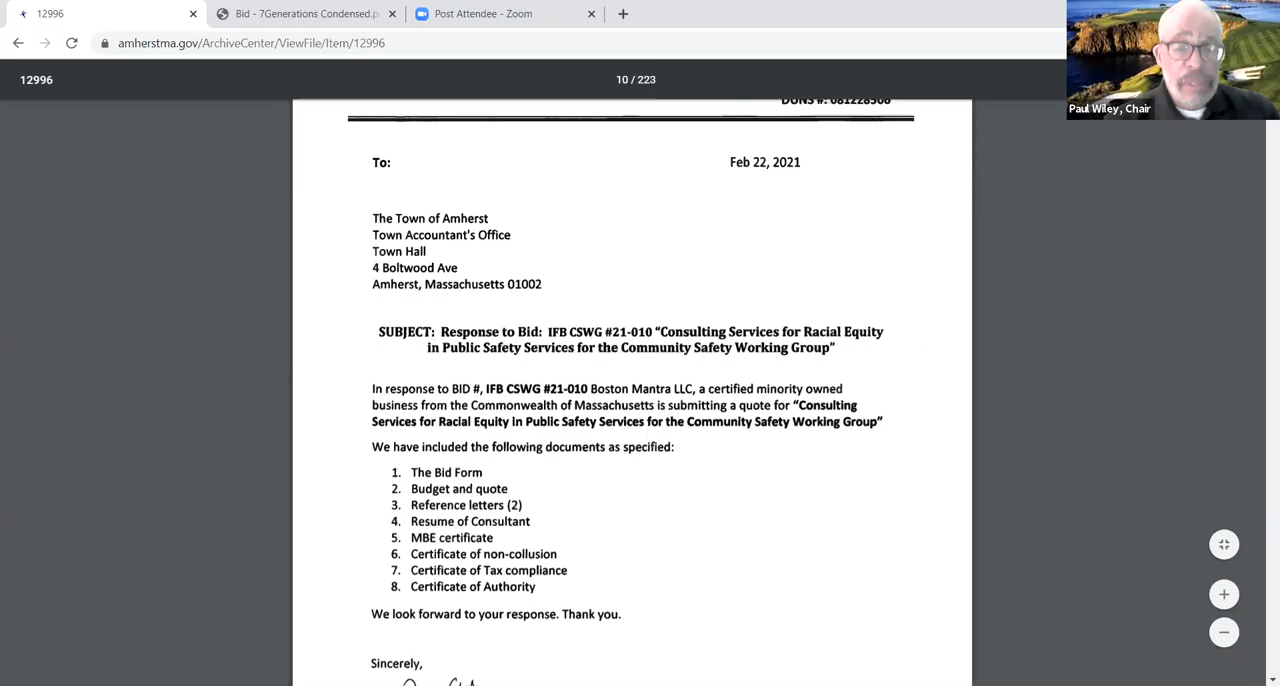 12996
Bid - 7Generations Condensed.p
Post Attendee - Zoom
amherstma.gov/ArchiveCenter/ViewFile/Item/12996
12996
10 / 223
Paul Wiley, Chair
DUNS #: 081228506
To:
Feb 22, 2021
The Town of Amherst
Town Accountant's Office
Town Hall
4 Boltwood Ave
Amherst, Massachusetts 01002
SUBJECT: Response to Bid: IFB CSWG #21-010 “Consulting Services for Racial Equity
in Public Safety Services for the Community Safety Working Group”
In response to BID #, IFB CSWG #21-010 Boston Mantra LLC, a certified minority owned
business from the Commonwealth of Massachusetts is submitting a quote for “Consulting
Services for Racial Equity in Public Safety Services for the Community Safety Working Group”
We have included the following documents as specified:
1. The Bid Form
2. Budget and quote
3. Reference letters (2)
4. Resume of Consultant
5. MBE certificate
6. Certificate of non-collusion
7. Certificate of Tax compliance
8. Certificate of Authority
We look forward to your response. Thank you.
Sincerely,